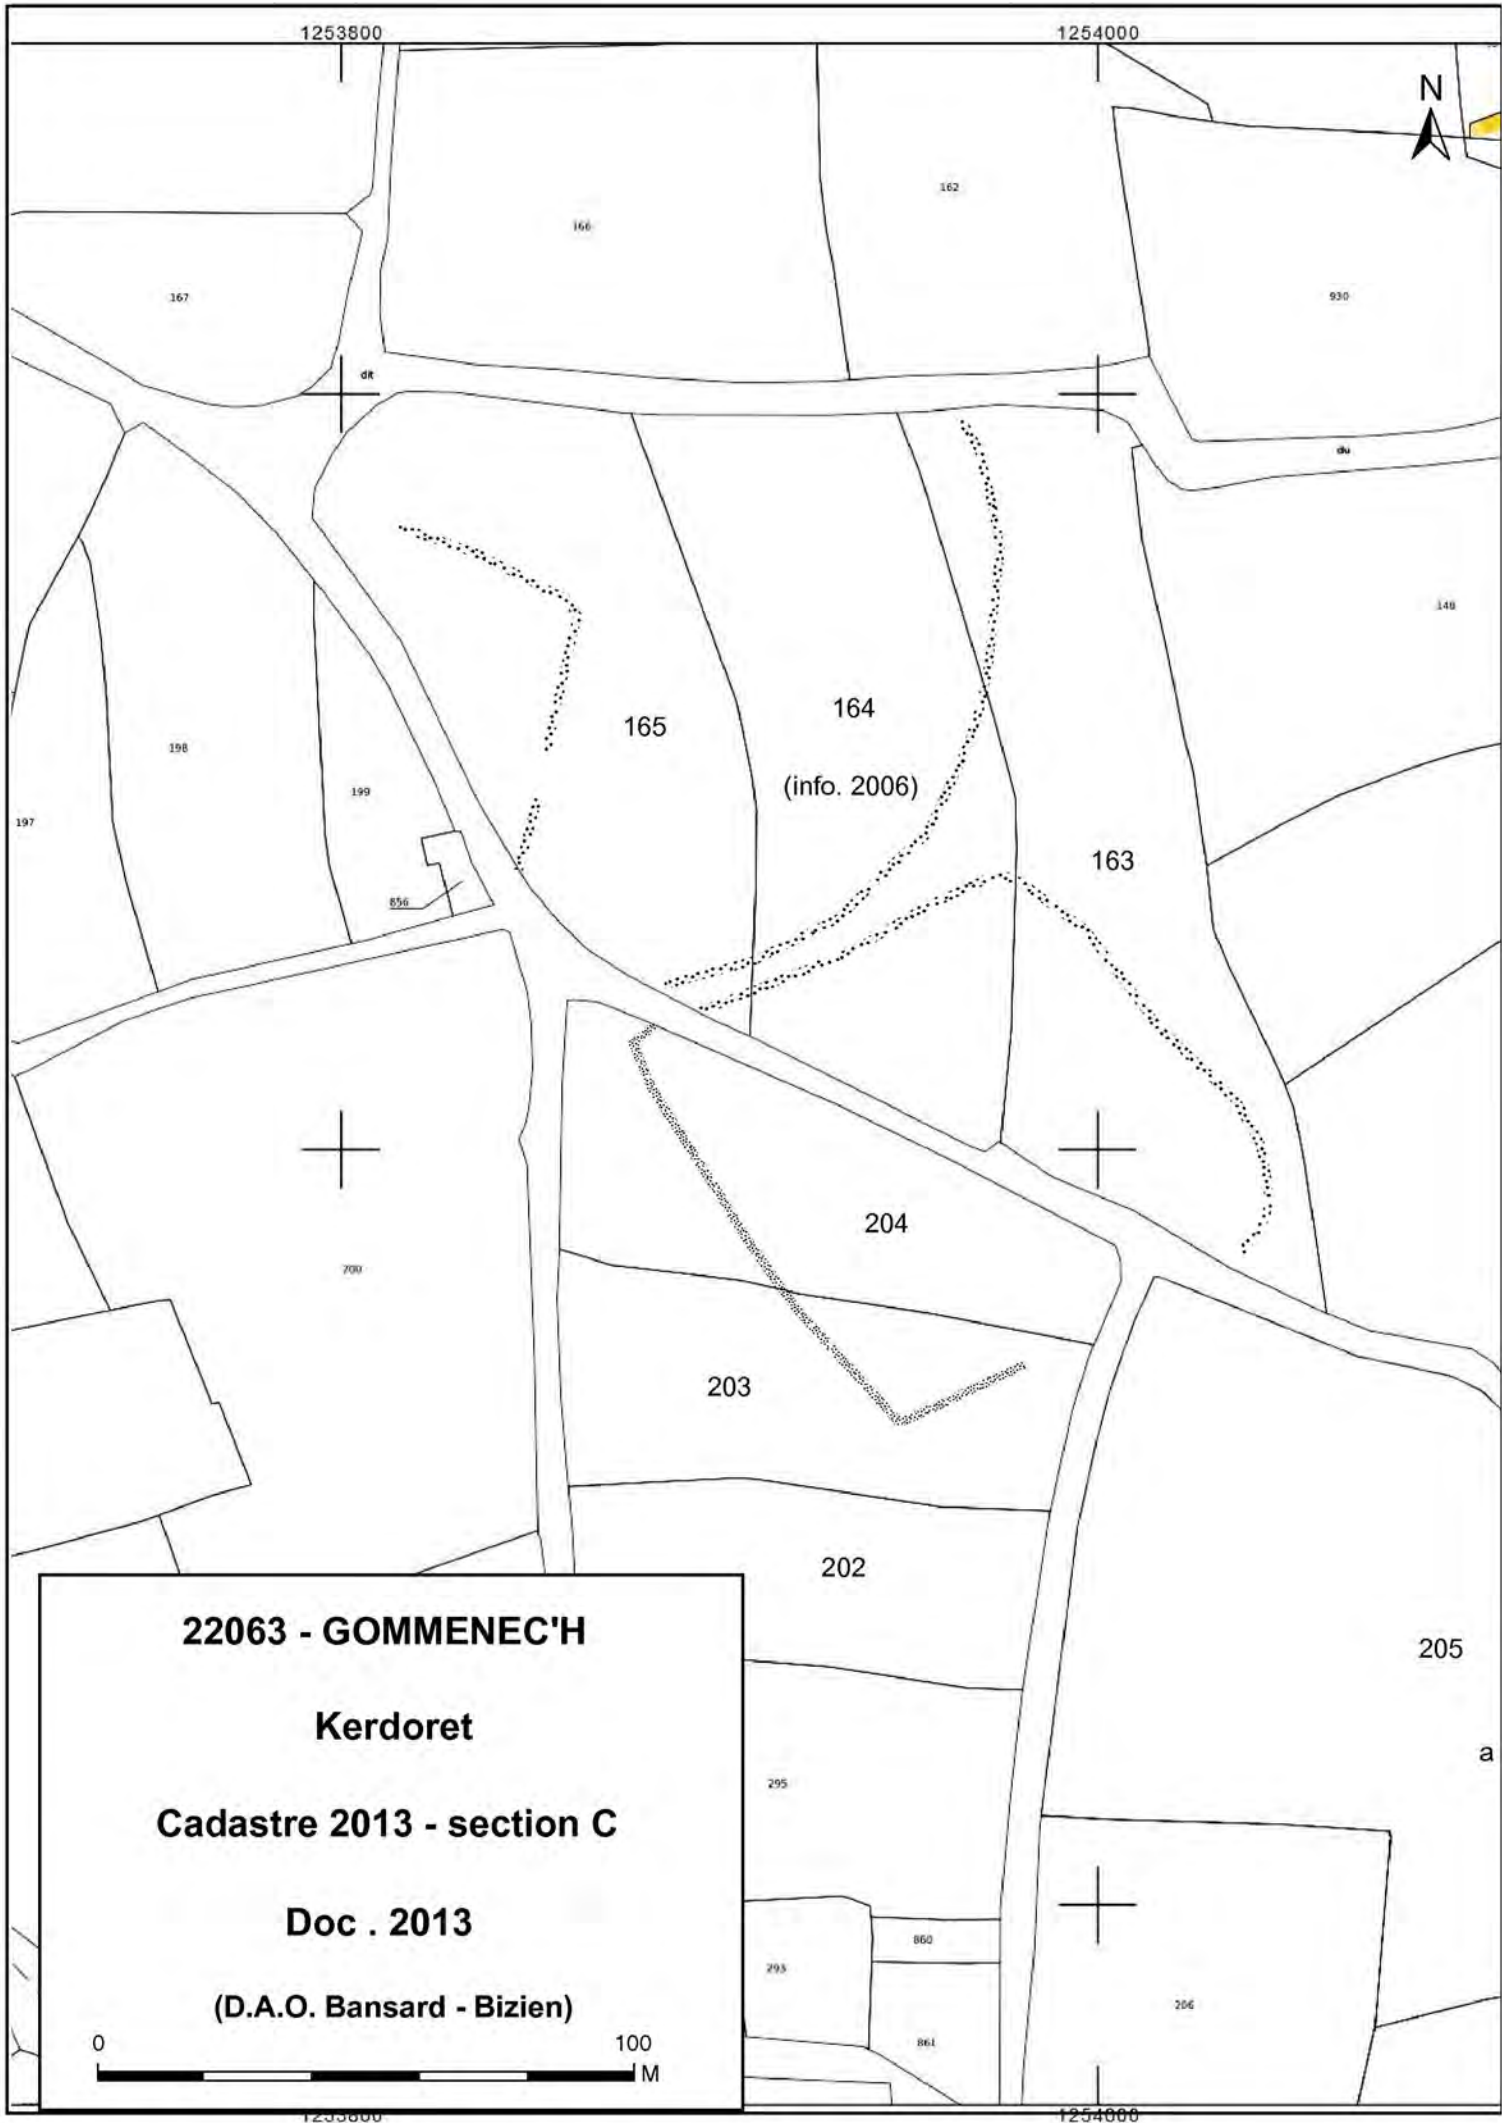 1253800 1254000
N
162
166
167
930
dit
du
148
165
164
198
(info. 2006)
199
197
163
856
204
700
203
202
22063 - GOMMENEC'H
205
Kerdoret
a
295
Cadastre 2013 - section C
Doc . 2013
860
293
206
(D.A.O. Bansard - Bizien)
861
0 100
M
1253800 1254000